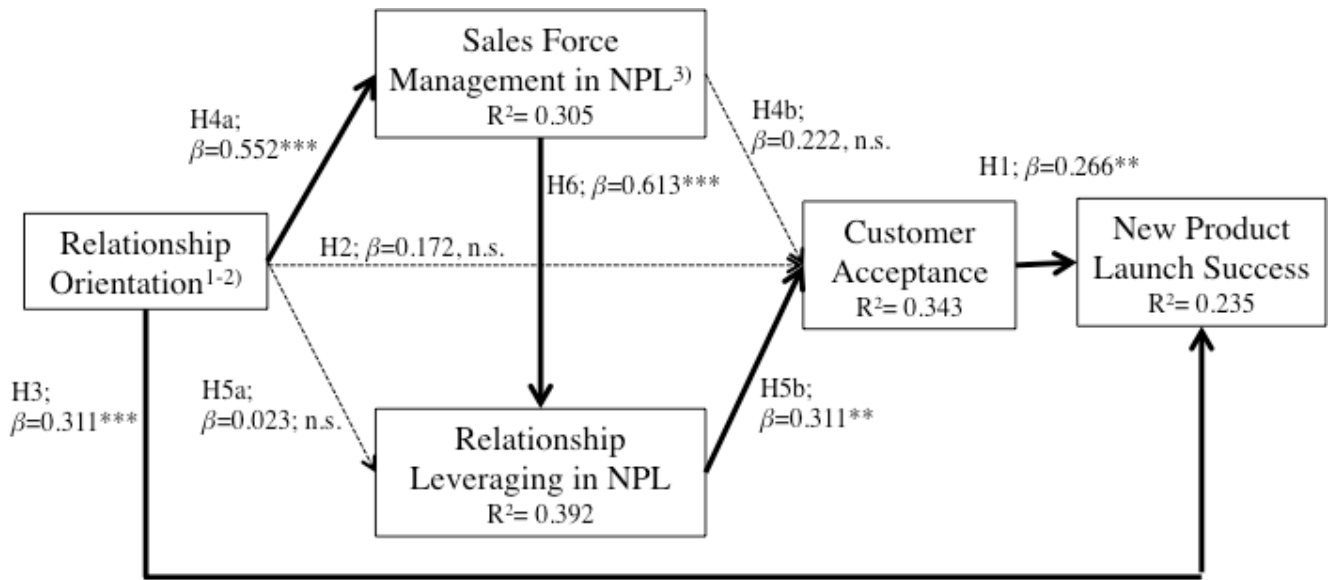 Sales Force
Management in NPL³⁾
R²= 0.305
H4a;
β=0.552***
H4b;
β=0.222, n.s.
H6; β=0.613***
H1; β=0.266**
Relationship
Orientation¹⁻²⁾
H2; β=0.172, n.s.
Customer
Acceptance
R²= 0.343
New Product
Launch Success
R²= 0.235
H3;
β=0.311***
H5a;
β=0.023; n.s.
H5b;
β=0.311**
Relationship
Leveraging in NPL
R²= 0.392